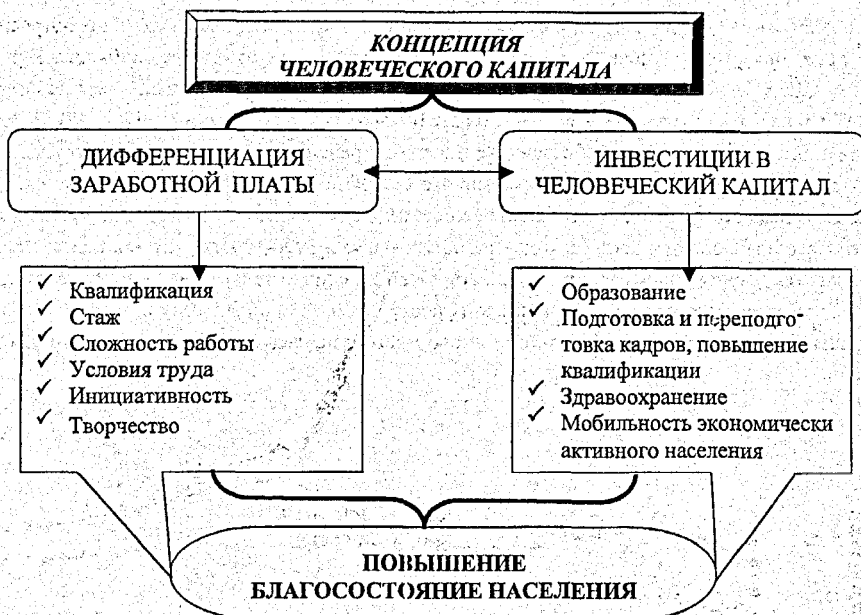 КОНЦЕПЦИЯ
ЧЕЛОВЕЧЕСКОГО КАПИТАЛА
ДИФФЕРЕНЦИАЦИЯ
ЗАРАБОТНОЙ ПЛАТЫ
ИНВЕСТИЦИИ В
ЧЕЛОВЕЧЕСКИЙ КАПИТАЛ
✓ Квалификация
✓ Стаж
✓ Сложность работы
✓ Условия труда
✓ Инициативность
✓ Творчество
✓ Образование
✓ Подготовка и переподго-
товка кадров, повышение
квалификации
✓ Здравоохранение
✓ Мобильность экономически
активного населения
ПОВЫШЕНИЕ
БЛАГОСОСТОЯНИЕ НАСЕЛЕНИЯ